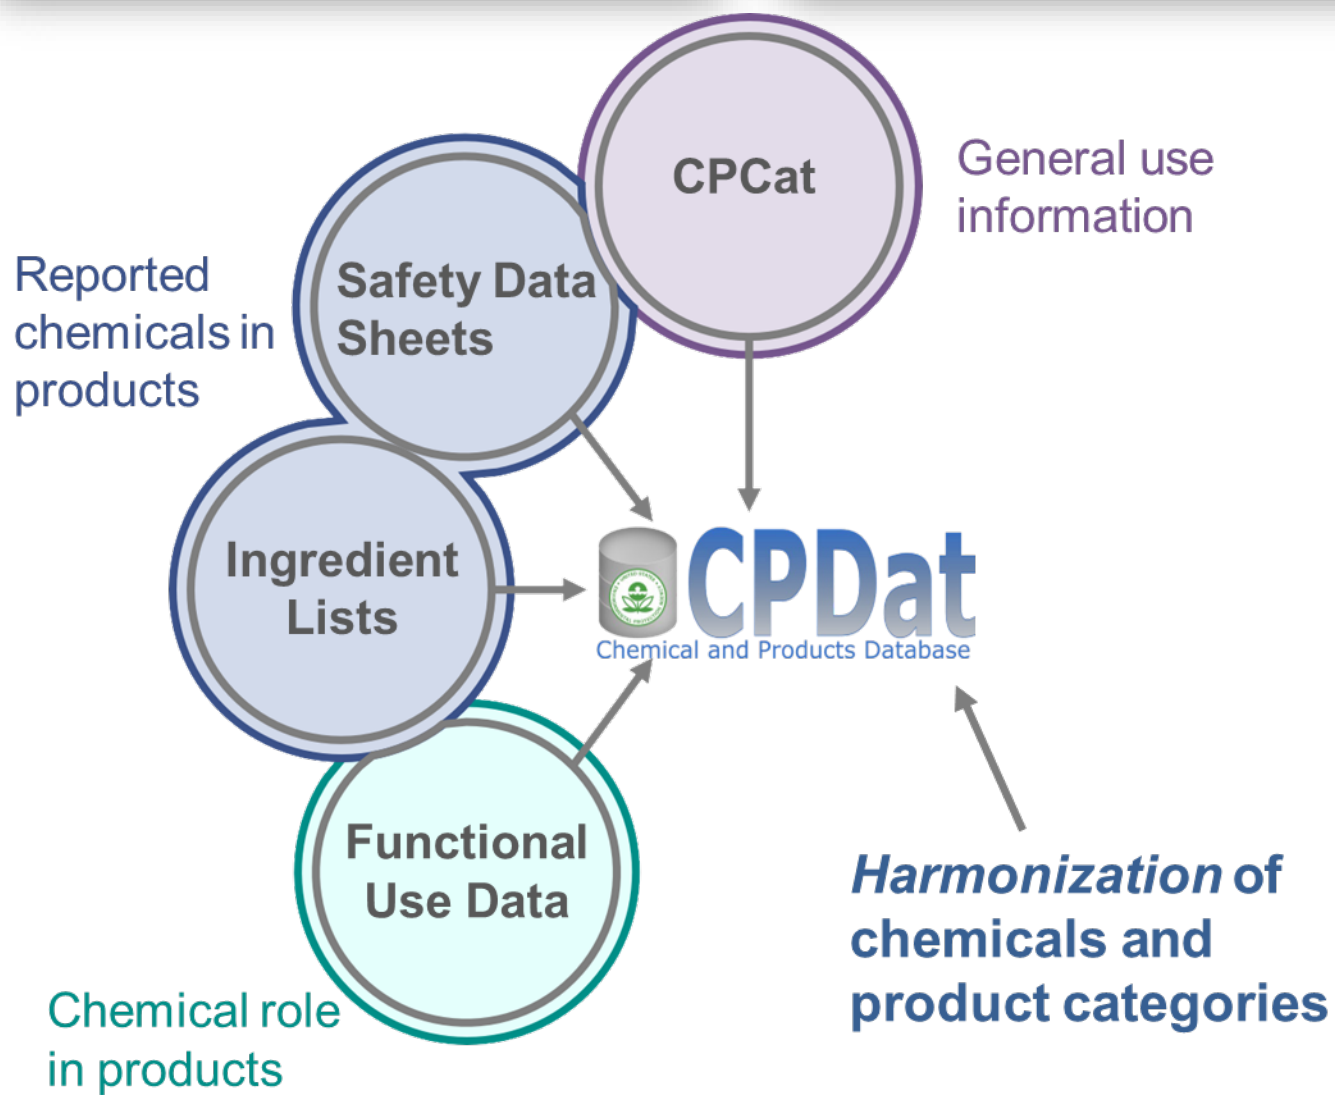 CPCat
General use
information
Safety Data
Sheets
Reported
chemicals in
products
Ingredient
Lists
CPDat
Chemical and Products Database
Functional
Use Data
Harmonization of
chemicals and
product categories
Chemical role
in products